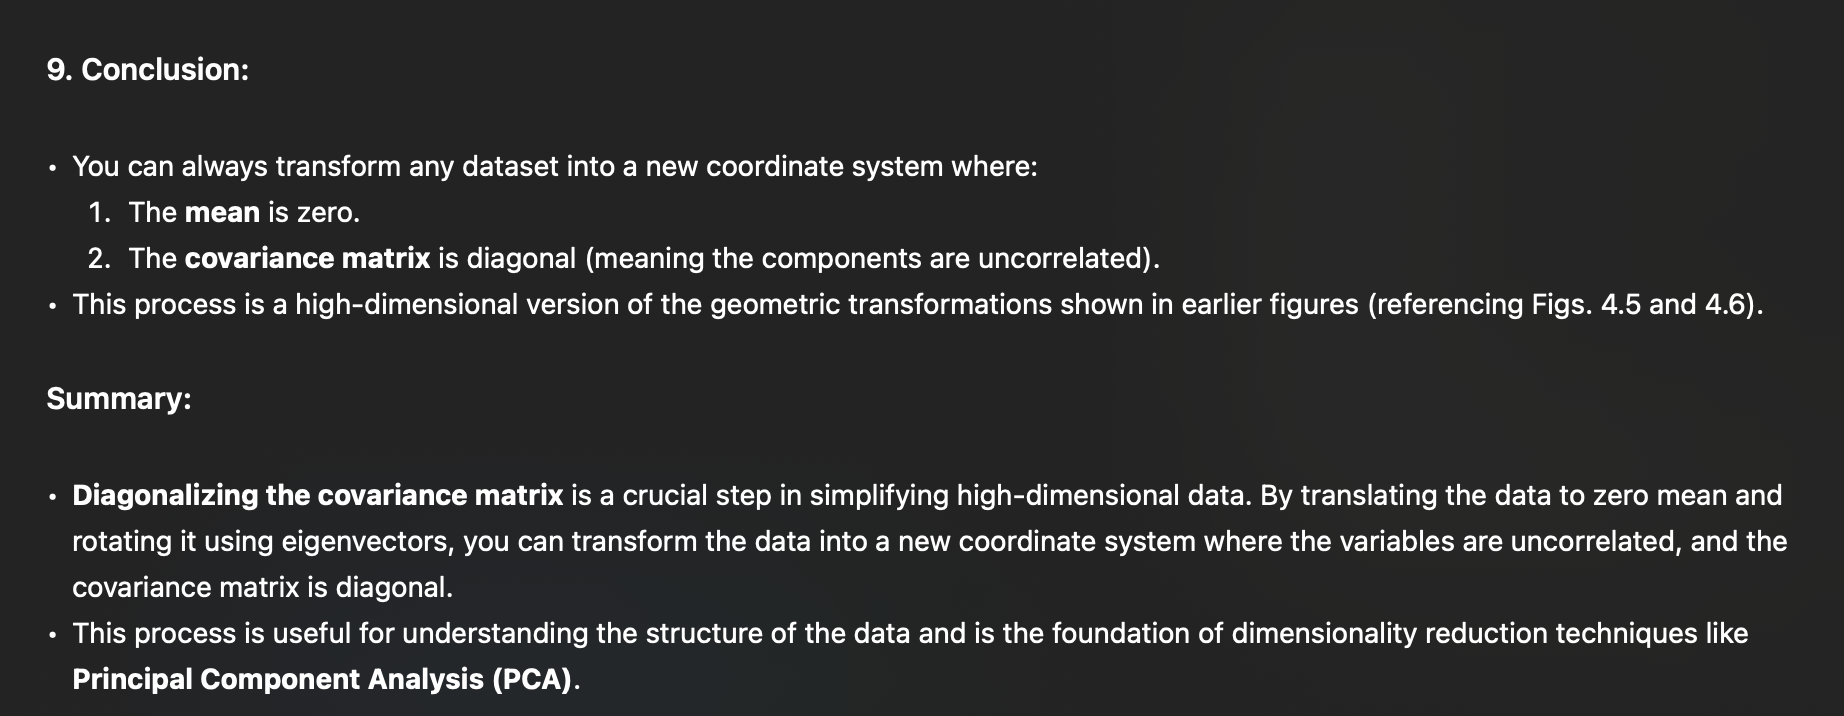 9. Conclusion:
• You can always transform any dataset into a new coordinate system where:
1. The mean is zero.
2. The covariance matrix is diagonal (meaning the components are uncorrelated).
• This process is a high-dimensional version of the geometric transformations shown in earlier figures (referencing Figs. 4.5 and 4.6).
Summary:
• Diagonalizing the covariance matrix is a crucial step in simplifying high-dimensional data. By translating the data to zero mean and
rotating it using eigenvectors, you can transform the data into a new coordinate system where the variables are uncorrelated, and the
covariance matrix is diagonal.
• This process is useful for understanding the structure of the data and is the foundation of dimensionality reduction techniques like
Principal Component Analysis (PCA).